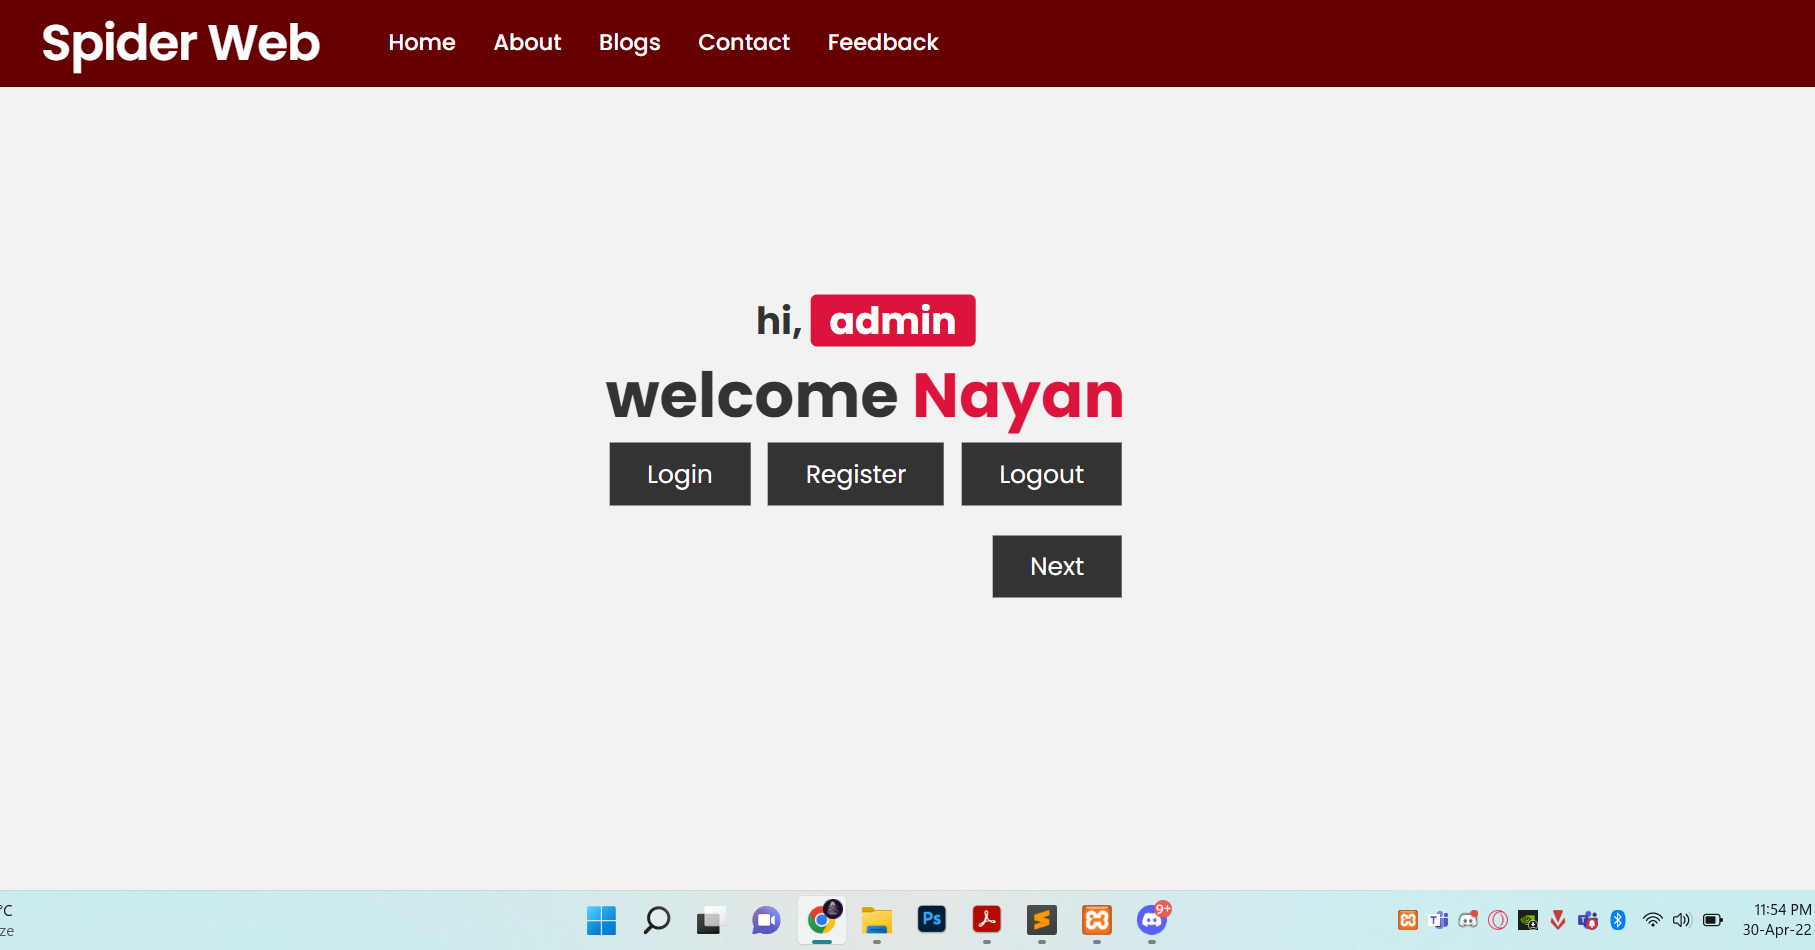 Spider Web Home About Blogs Contact Feedback
hi, admin
welcome Nayan
Login Register Logout
Next
°C
ze
Ps
9+
11:54 PM
30-Apr-22